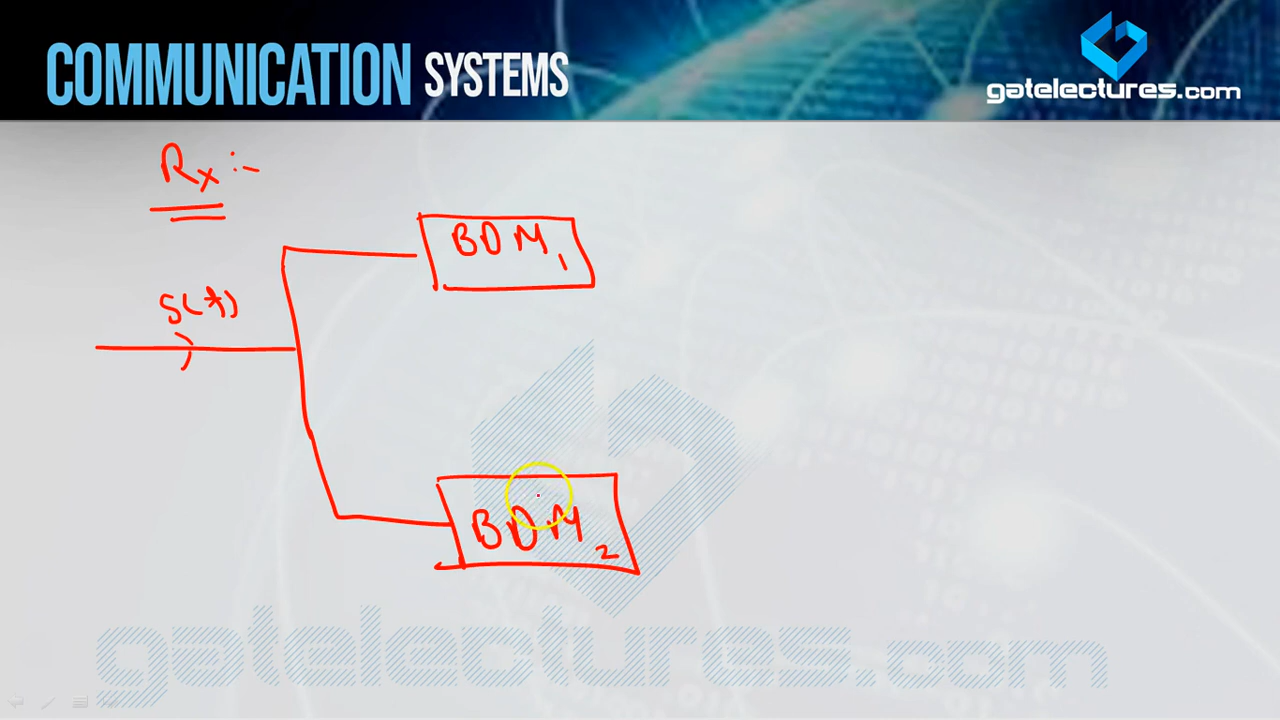 COMMUNICATION SYSTEMS
gatelectures.com
Rx :-
S(t)
BDM1
BDM2
gatelectures.com